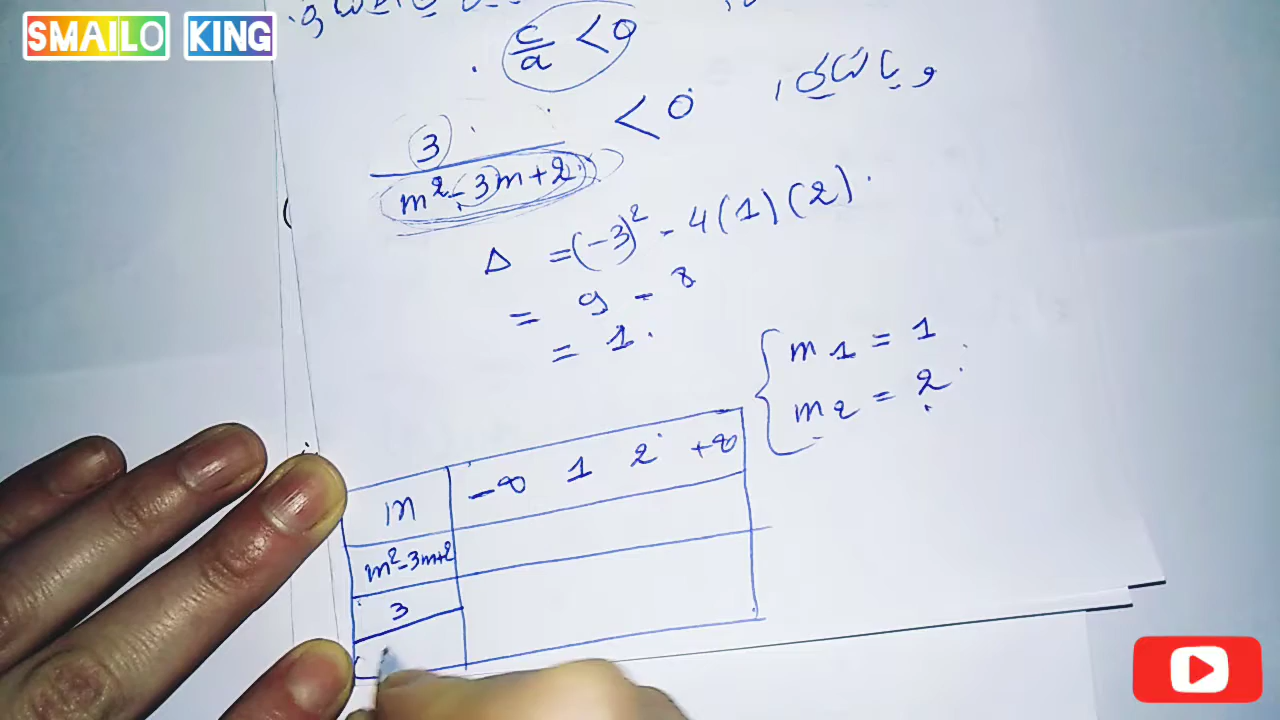 SMAILO KING
c/a < 0
وبالتالي،
3/(m² - 3m + 2) < 0
Δ = (-3)² - 4(1)(2).
= 9 - 8
= 1.
{ m1 = 1
m2 = 2.
m -∞ 1 2 +∞
m² - 3m + 2
3